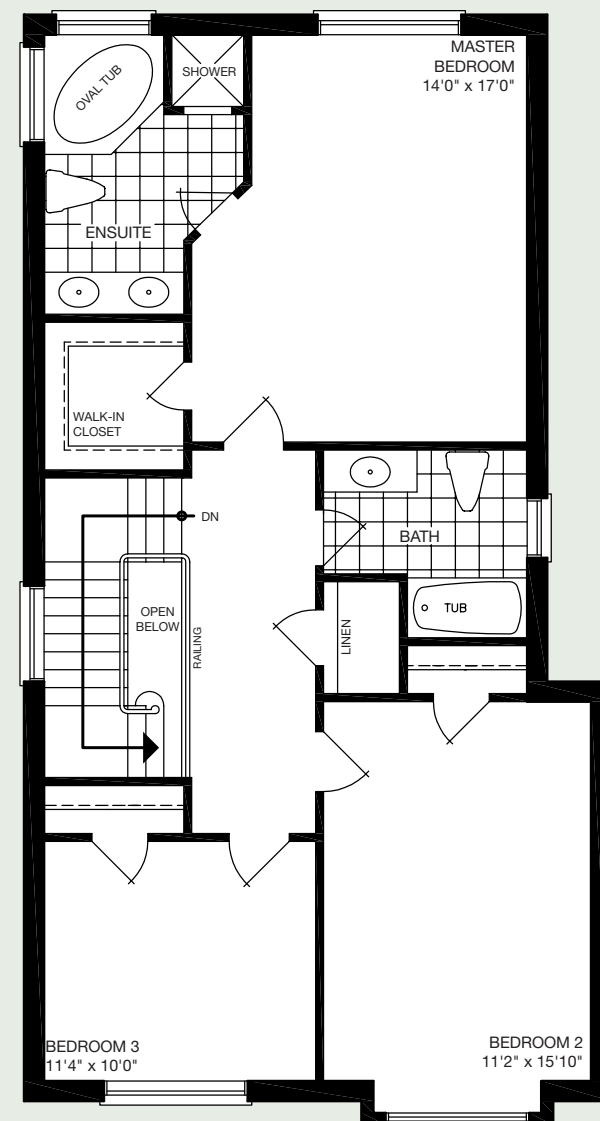 MASTER
BEDROOM
14'0" x 17'0"
SHOWER
OVAL TUB
ENSUITE
WALK-IN
CLOSET
DN
BATH
OPEN
BELOW
RAILING
LINEN
TUB
BEDROOM 3
11'4" x 10'0"
BEDROOM 2
11'2" x 15'10"